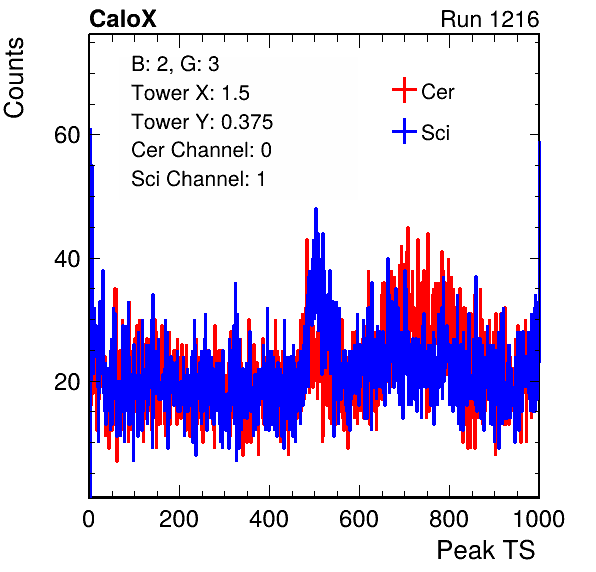 CaloX Run 1216
Counts
B: 2, G: 3
Tower X: 1.5
Tower Y: 0.375
Cer Channel: 0
Sci Channel: 1
Cer
Sci
60
40
20
0 200 400 600 800 1000
Peak TS